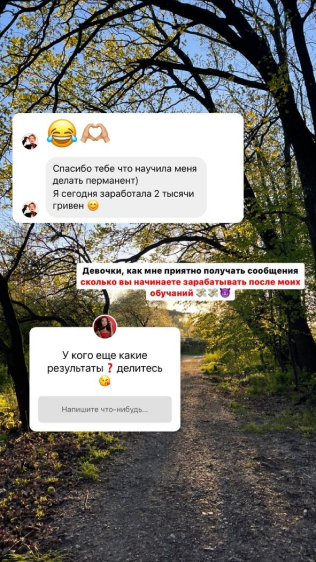 😂🫶🏼
Спасибо тебе что научила меня
делать перманент)
Я сегодня заработала 2 тысячи
гривен 😊
Девочки, как мне приятно получать сообщения
сколько вы начинаете зарабатывать после моих
обучаний 💸💸😈
У кого еще какие
результаты❓делитесь
😘
Напишите что-нибудь...